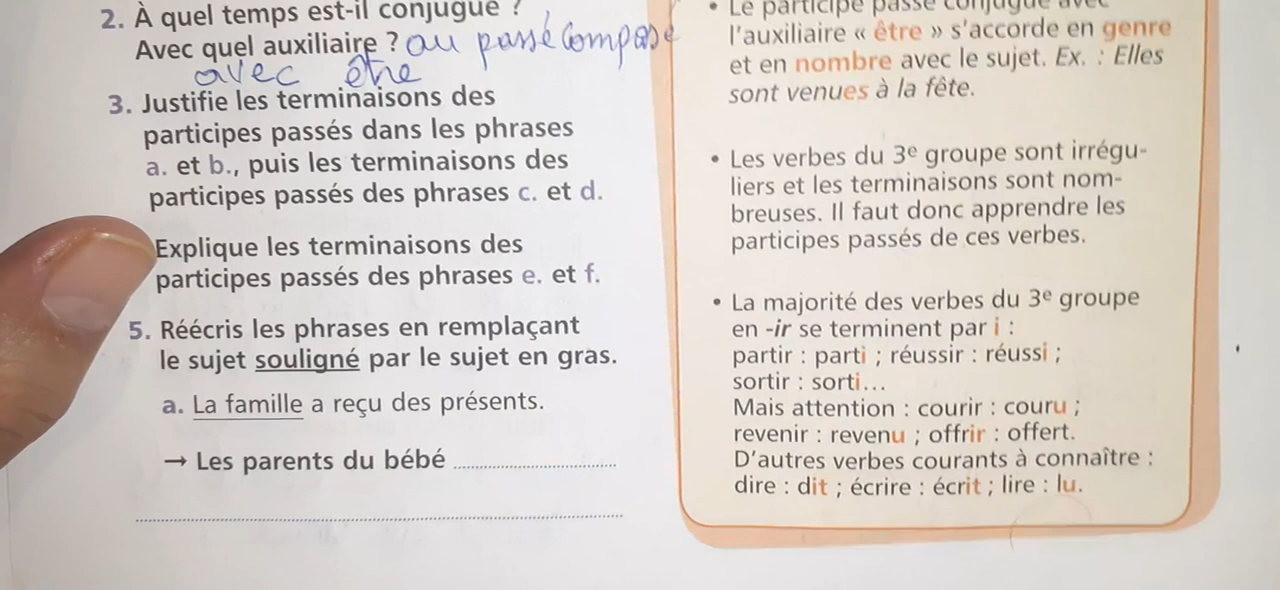 2. À quel temps est-il conjugué ?
Avec quel auxiliaire ? au passé composé
avec être
3. Justifie les terminaisons des
participes passés dans les phrases
a. et b., puis les terminaisons des
participes passés des phrases c. et d.
Explique les terminaisons des
participes passés des phrases e. et f.
5. Réécris les phrases en remplaçant
le sujet souligné par le sujet en gras.
a. La famille a reçu des présents.
→ Les parents du bébé
• Le participe passé conjugué avec
l'auxiliaire « être » s'accorde en genre
et en nombre avec le sujet. Ex. : Elles
sont venues à la fête.
• Les verbes du 3e groupe sont irrégu-
liers et les terminaisons sont nom-
breuses. Il faut donc apprendre les
participes passés de ces verbes.
• La majorité des verbes du 3e groupe
en -ir se terminent par i :
partir : parti ; réussir : réussi ;
sortir : sorti...
Mais attention : courir : couru ;
revenir : revenu ; offrir : offert.
D'autres verbes courants à connaître :
dire : dit ; écrire : écrit ; lire : lu.